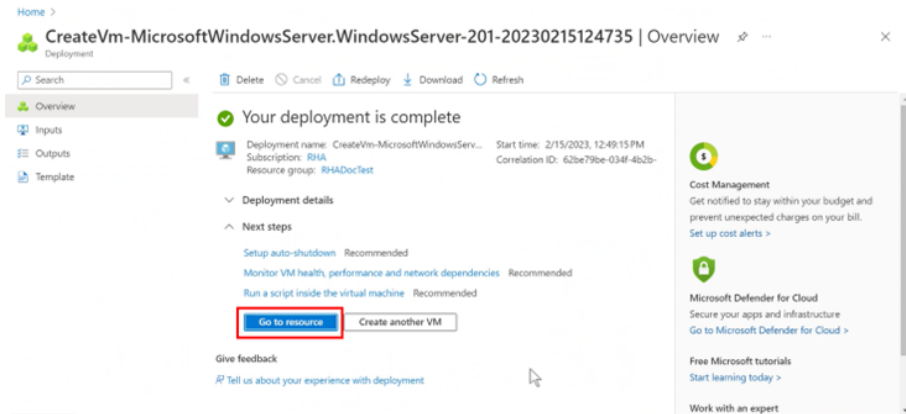 Home >
CreateVm-MicrosoftWindowsServer.WindowsServer-201-20230215124735 | Overview ...
Deployment
Search «
Delete Cancel Redeploy Download Refresh
Overview
Inputs
Outputs
Template
Your deployment is complete
Deployment name: CreateVm-MicrosoftWindowsServ... Start time: 2/15/2023, 12:49:15 PM
Subscription: RHA Correlation ID: 62be79be-034f-4b2b-
Resource group: RHADocTest
Deployment details
Next steps
Setup auto-shutdown Recommended
Monitor VM health, performance and network dependencies Recommended
Run a script inside the virtual machine Recommended
Go to resource Create another VM
Give feedback
Tell us about your experience with deployment
Cost Management
Get notified to stay within your budget and
prevent unexpected charges on your bill.
Set up cost alerts >
Microsoft Defender for Cloud
Secure your apps and infrastructure
Go to Microsoft Defender for Cloud >
Free Microsoft tutorials
Start learning today >
Work with an expert